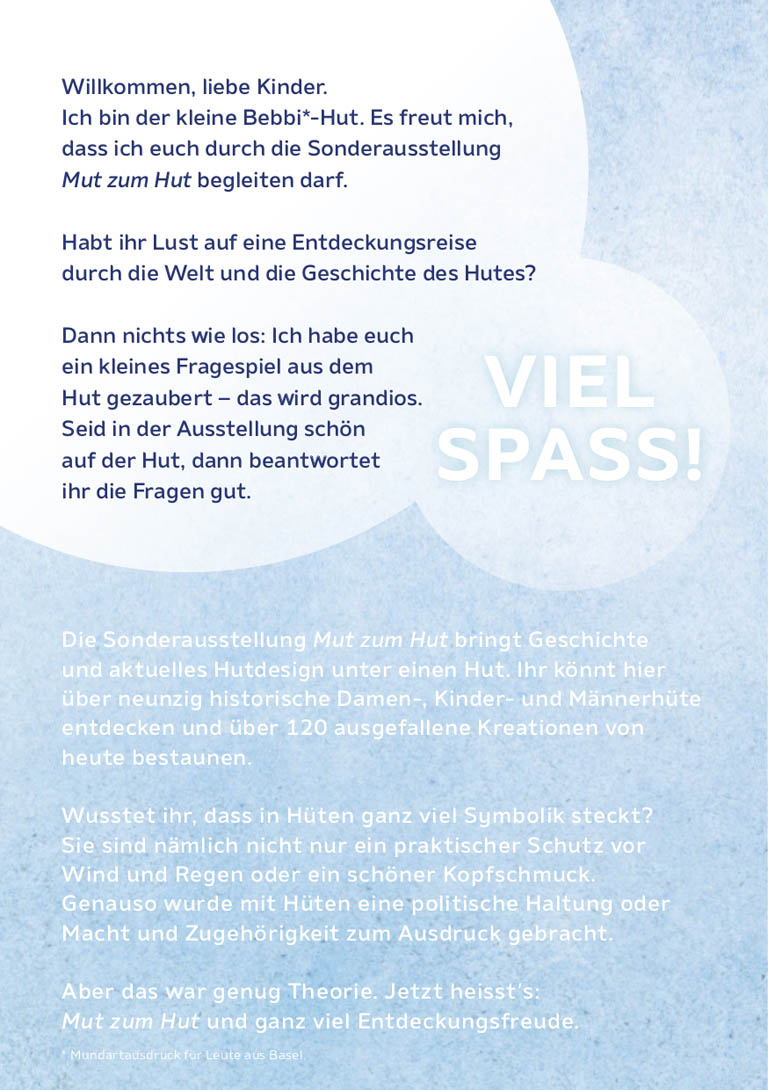 Willkommen, liebe Kinder.
Ich bin der kleine Bebbi*-Hut. Es freut mich,
dass ich euch durch die Sonderausstellung
Mut zum Hut begleiten darf.
Habt ihr Lust auf eine Entdeckungsreise
durch die Welt und die Geschichte des Hutes?
Dann nichts wie los: Ich habe euch
ein kleines Fragespiel aus dem
Hut gezaubert – das wird grandios.
Seid in der Ausstellung schön
auf der Hut, dann beantwortet
ihr die Fragen gut.
VIEL
SPASS!
Die Sonderausstellung Mut zum Hut bringt Geschichte
und aktuelles Hutdesign unter einen Hut. Ihr könnt hier
über neunzig historische Damen-, Kinder- und Männerhüte
entdecken und über 120 ausgefallene Kreationen von
heute bestaunen.
Wusstet ihr, dass in Hüten ganz viel Symbolik steckt?
Sie sind nämlich nicht nur ein praktischer Schutz vor
Wind und Regen oder ein schöner Kopfschmuck.
Genauso wurde mit Hüten eine politische Haltung oder
Macht und Zugehörigkeit zum Ausdruck gebracht.
Aber das war genug Theorie. Jetzt heisst's:
Mut zum Hut und ganz viel Entdeckungsfreude.
* Mundartausdruck für Leute aus Basel.